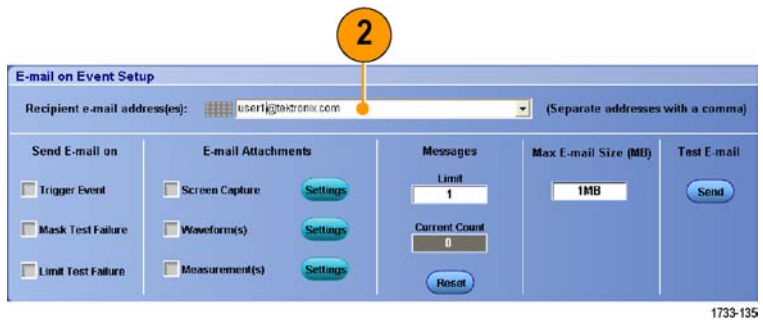 2
E-mail on Event Setup
Recipient e-mail address(es): user1@tektronix.com (Separate addresses with a comma)
Send E-mail on
Trigger Event
Mask Test Failure
Limit Test Failure
E-mail Attachments
Screen Capture Settings
Waveform(s) Settings
Measurement(s) Settings
Messages
Limit
1
Current Count
0
Reset
Max E-mail Size (MB)
1MB
Test E-mail
Send
1733-135